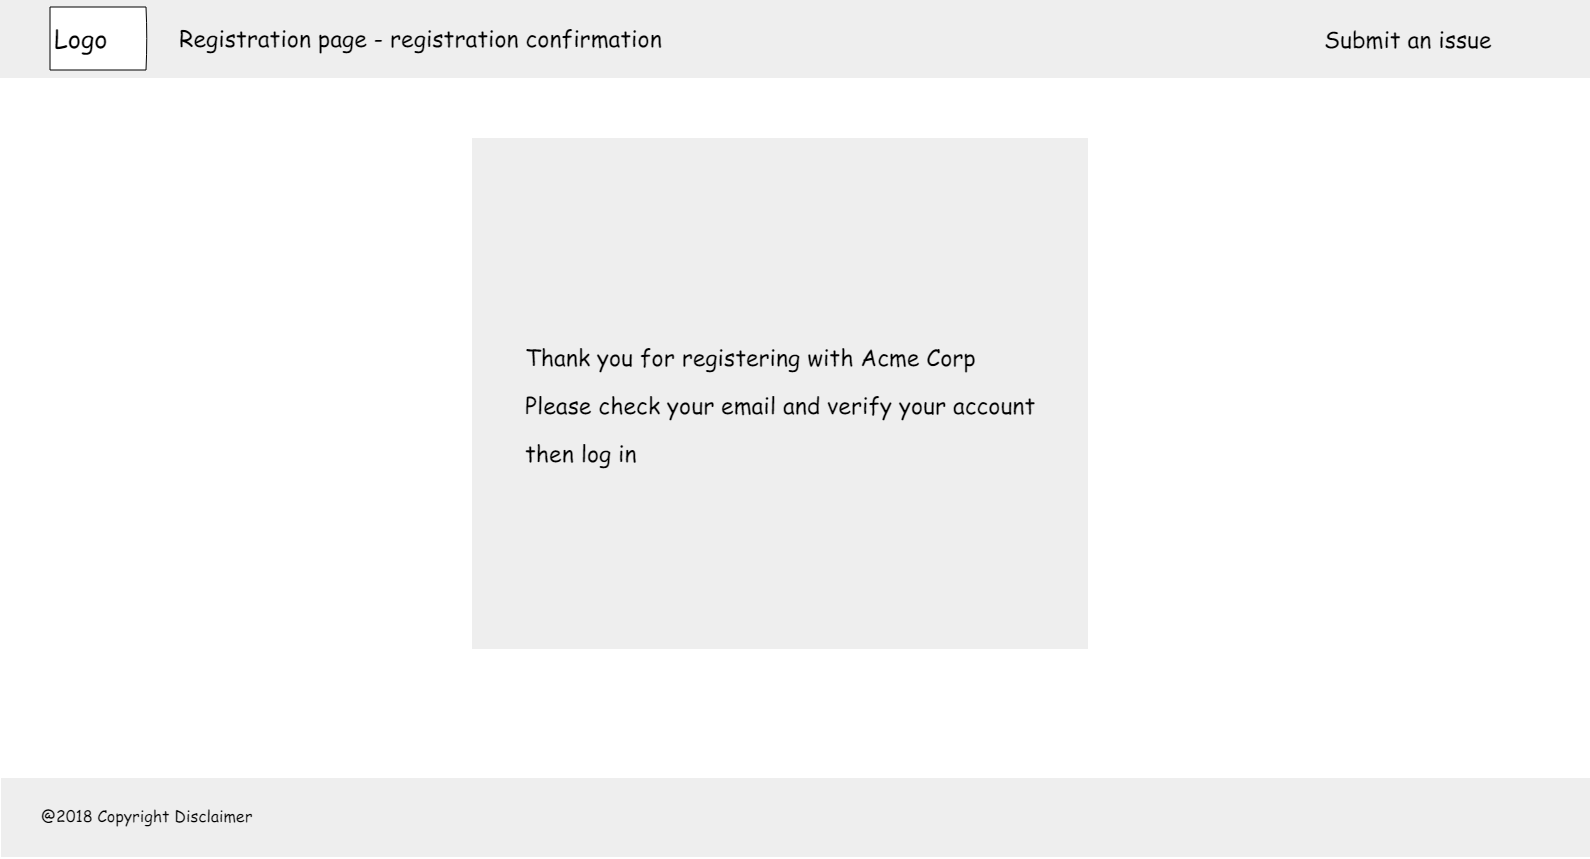 Logo
Registration page - registration confirmation
Submit an issue
Thank you for registering with Acme Corp
Please check your email and verify your account
then log in
@2018 Copyright Disclaimer